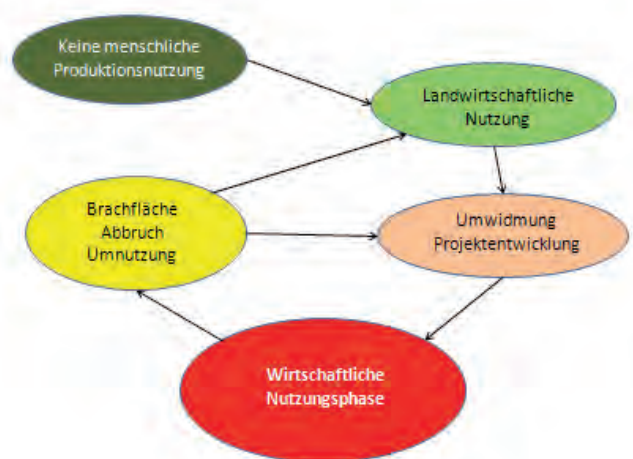 Keine menschliche
Produktionsnutzung
Landwirtschaftliche
Nutzung
Brachfläche
Abbruch
Umnutzung
Umwidmung
Projektentwicklung
Wirtschaftliche
Nutzungsphase